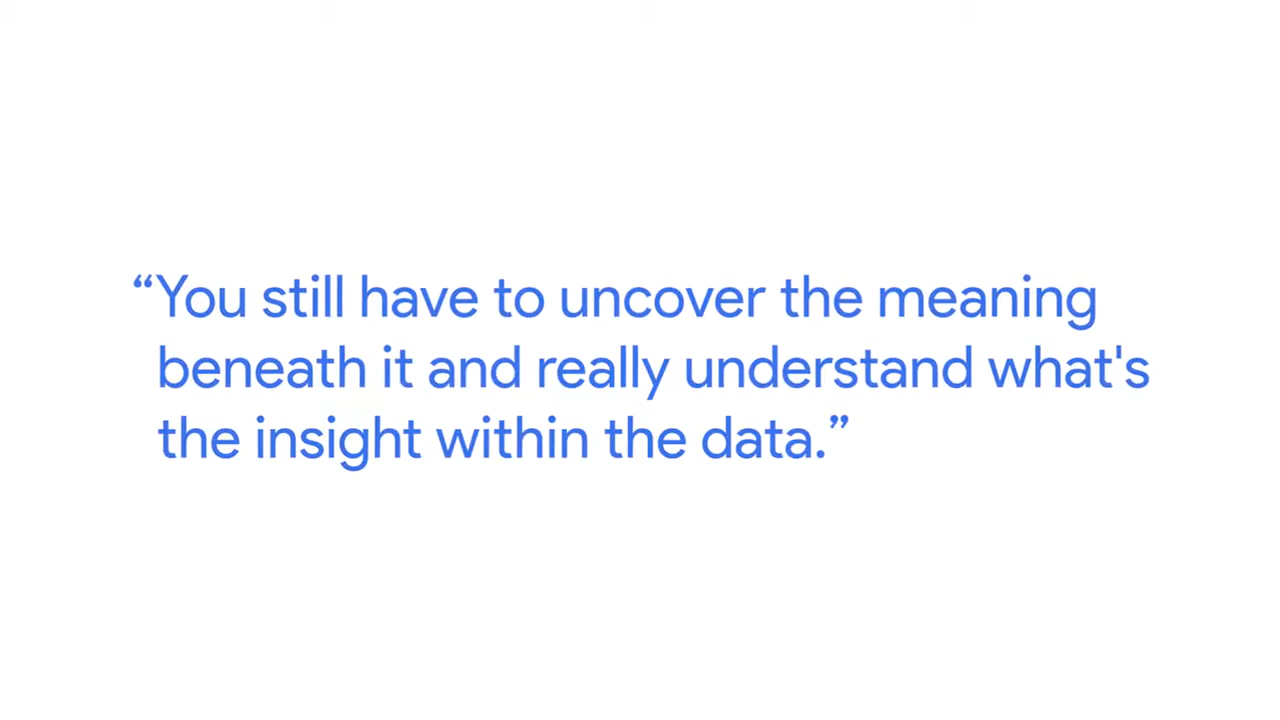 “You still have to uncover the meaning
beneath it and really understand what's
the insight within the data.”